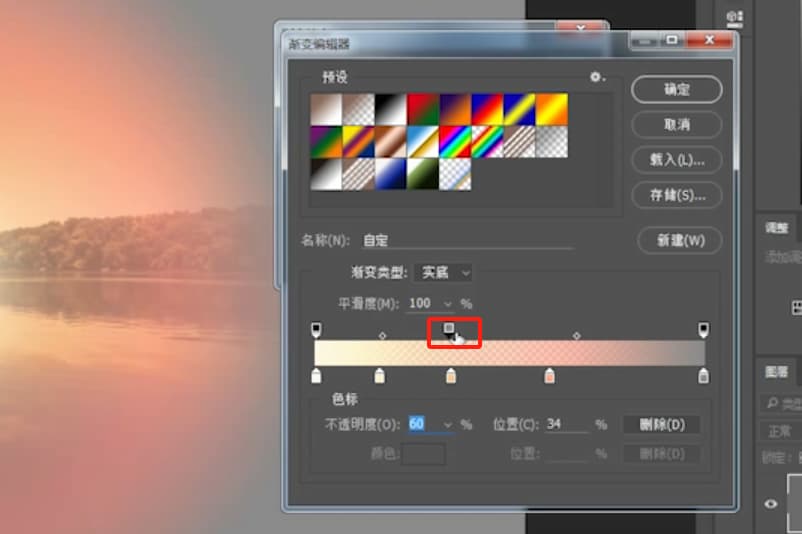 渐变编辑器
预设
确定
取消
载入(L)...
存储(S)...
名称(N): 自定
新建(W)
渐变类型: 实底
平滑度(M): 100 %
色标
不透明度(O): 60 % 位置(C): 34 % 删除(D)
颜色: 位置: % 删除(D)
调整
添加调
图层
类型
正常
锁定: